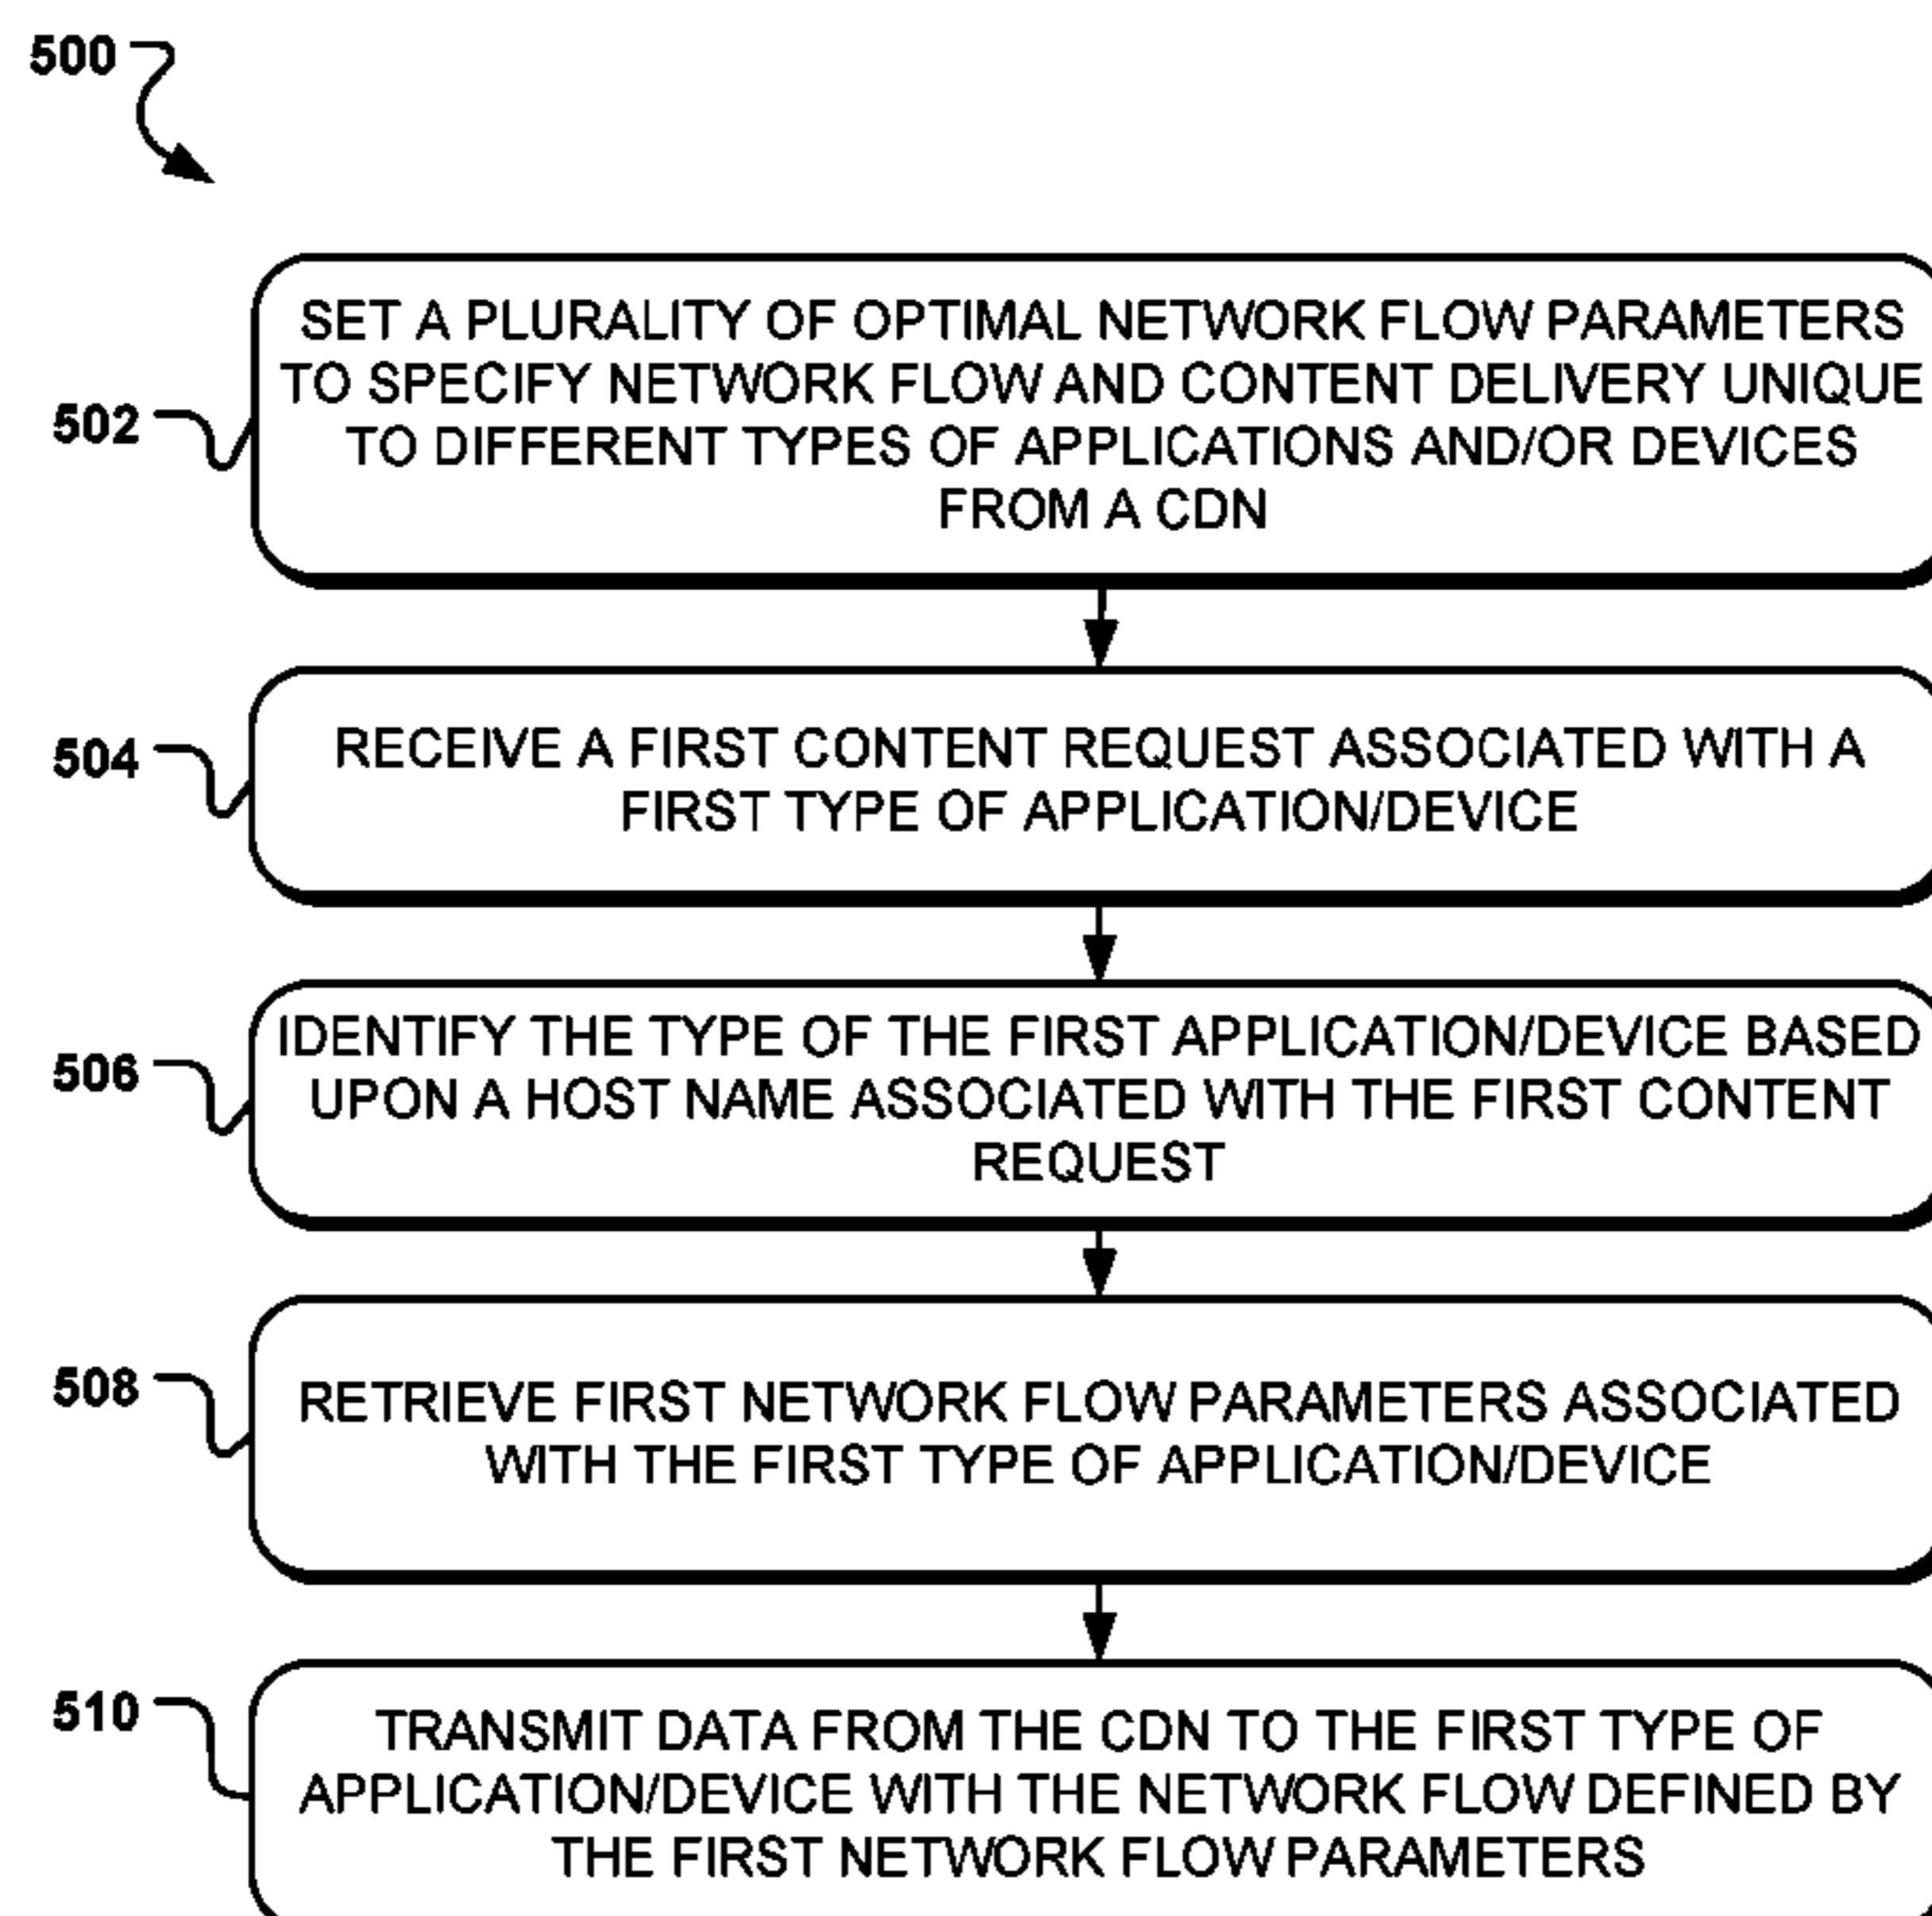 500
502
SET A PLURALITY OF OPTIMAL NETWORK FLOW PARAMETERS
TO SPECIFY NETWORK FLOW AND CONTENT DELIVERY UNIQUE
TO DIFFERENT TYPES OF APPLICATIONS AND/OR DEVICES
FROM A CDN
504
RECEIVE A FIRST CONTENT REQUEST ASSOCIATED WITH A
FIRST TYPE OF APPLICATION/DEVICE
506
IDENTIFY THE TYPE OF THE FIRST APPLICATION/DEVICE BASED
UPON A HOST NAME ASSOCIATED WITH THE FIRST CONTENT
REQUEST
508
RETRIEVE FIRST NETWORK FLOW PARAMETERS ASSOCIATED
WITH THE FIRST TYPE OF APPLICATION/DEVICE
510
TRANSMIT DATA FROM THE CDN TO THE FIRST TYPE OF
APPLICATION/DEVICE WITH THE NETWORK FLOW DEFINED BY
THE FIRST NETWORK FLOW PARAMETERS